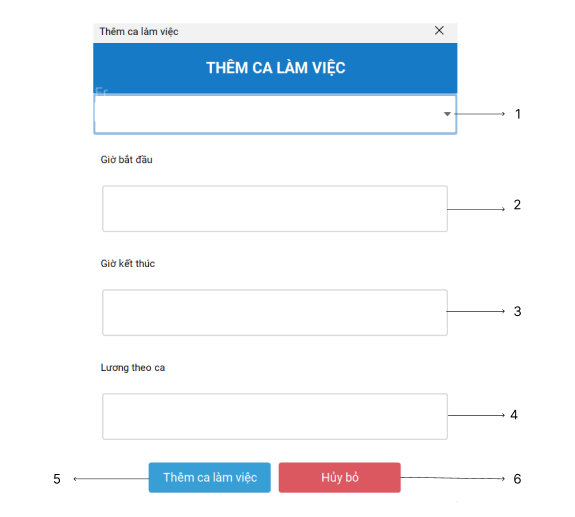 Thêm ca làm việc
THÊM CA LÀM VIỆC
1
Giờ bắt đầu
2
Giờ kết thúc
3
Lương theo ca
4
5 Thêm ca làm việc Hủy bỏ 6